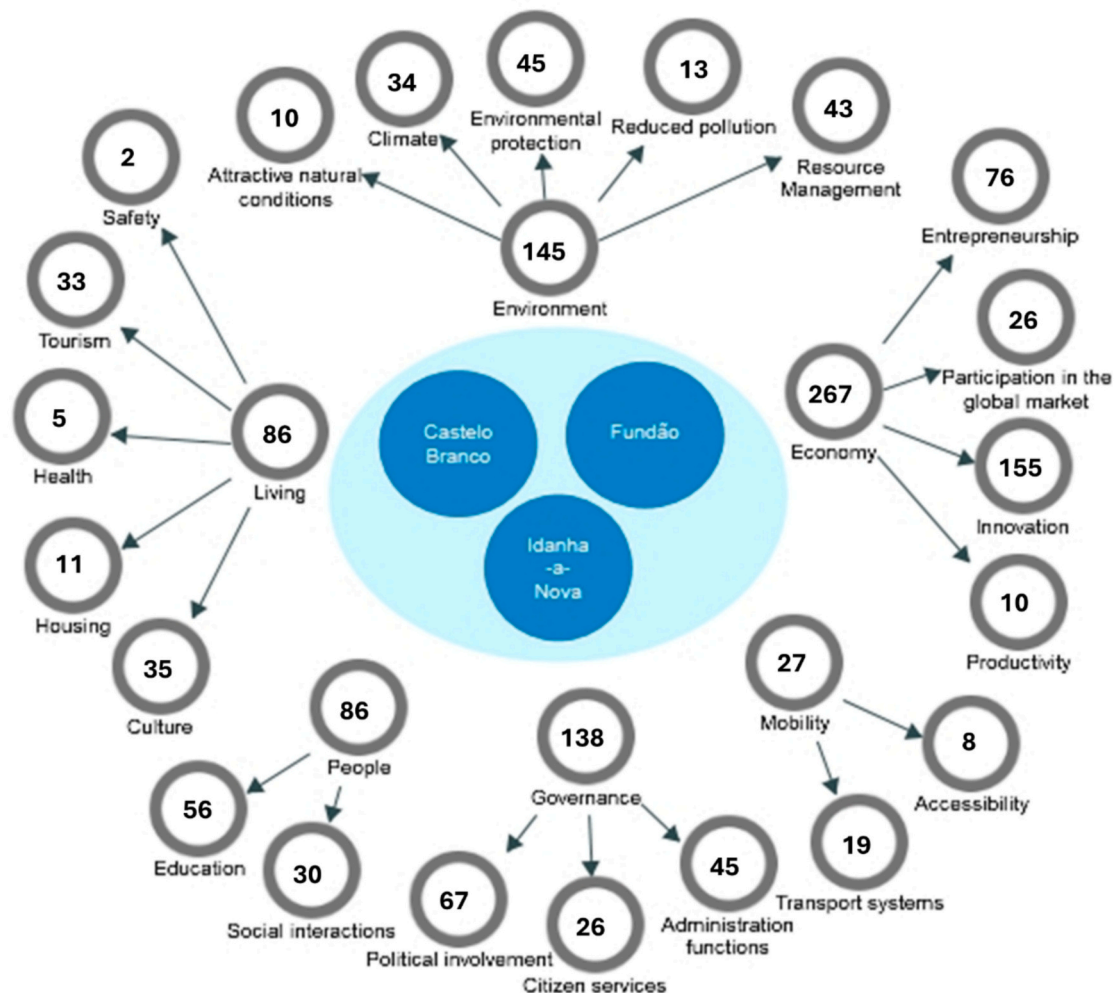 45
Environmental
protection
34
Climate
13
Reduced pollution
10
Attractive natural
conditions
43
Resource
Management
145
Environment
2
Safety
33
Tourism
5
Health
11
Housing
35
Culture
86
Living
76
Entrepreneurship
26
Participation in the
global market
267
Economy
155
Innovation
10
Productivity
Castelo
Branco
Fundão
Idanha
-a-
Nova
86
People
56
Education
30
Social interactions
138
Governance
67
Political involvement
26
Citizen services
45
Administration
functions
27
Mobility
8
Accessibility
19
Transport systems